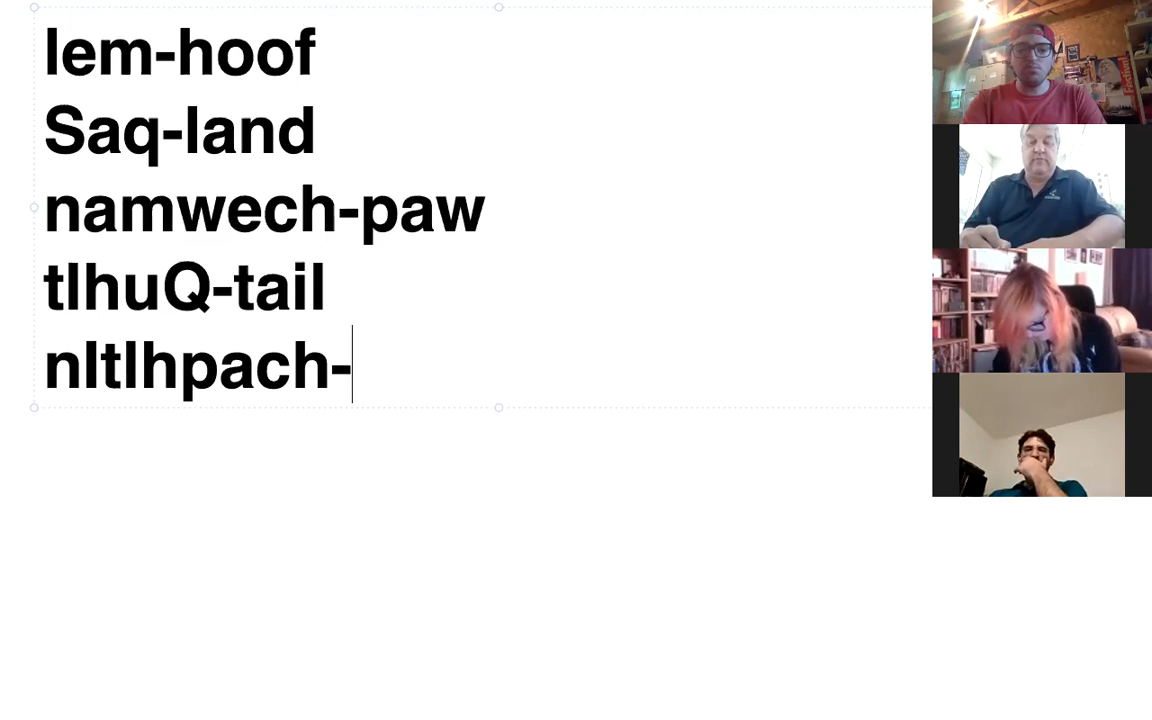 lem-hoof
Saq-land
namwech-paw
tlhuQ-tail
nItlhpach-